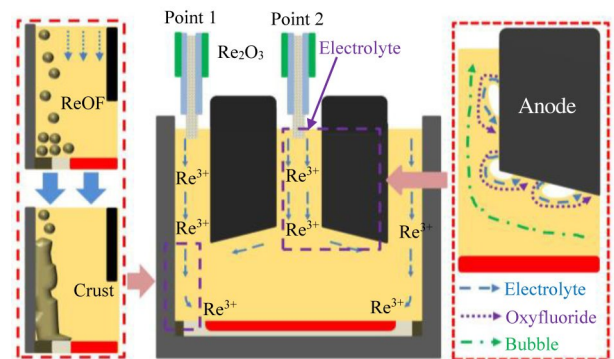 Point 1
Point 2
Re₂O₃
Electrolyte
ReOF
Crust
Re³⁺
Re³⁺
Re³⁺
Re³⁺
Re³⁺
Re³⁺
Re³⁺
Anode
Electrolyte
Oxyfluoride
Bubble